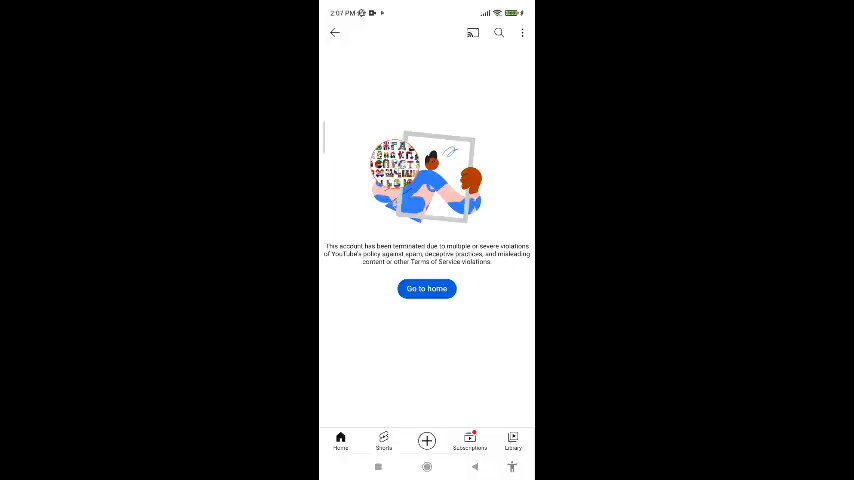 2:07 PM
This account has been terminated due to multiple or severe violations
of YouTube's policy against spam, deceptive practices, and misleading
content or other Terms of Service violations.
Go to home
Home
Shorts
Subscriptions
Library